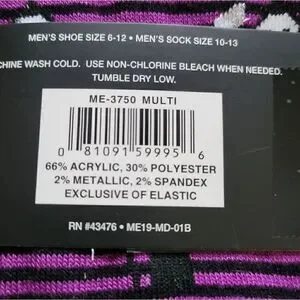 MEN'S SHOE SIZE 6-12 • MEN'S SOCK SIZE 10-13
CHINE WASH COLD. USE NON-CHLORINE BLEACH WHEN NEEDED.
TUMBLE DRY LOW.
ME-3750 MULTI
0 81091 59995 6
66% ACRYLIC, 30% POLYESTER
2% METALLIC, 2% SPANDEX
EXCLUSIVE OF ELASTIC
RN #43476 • ME19-MD-01B